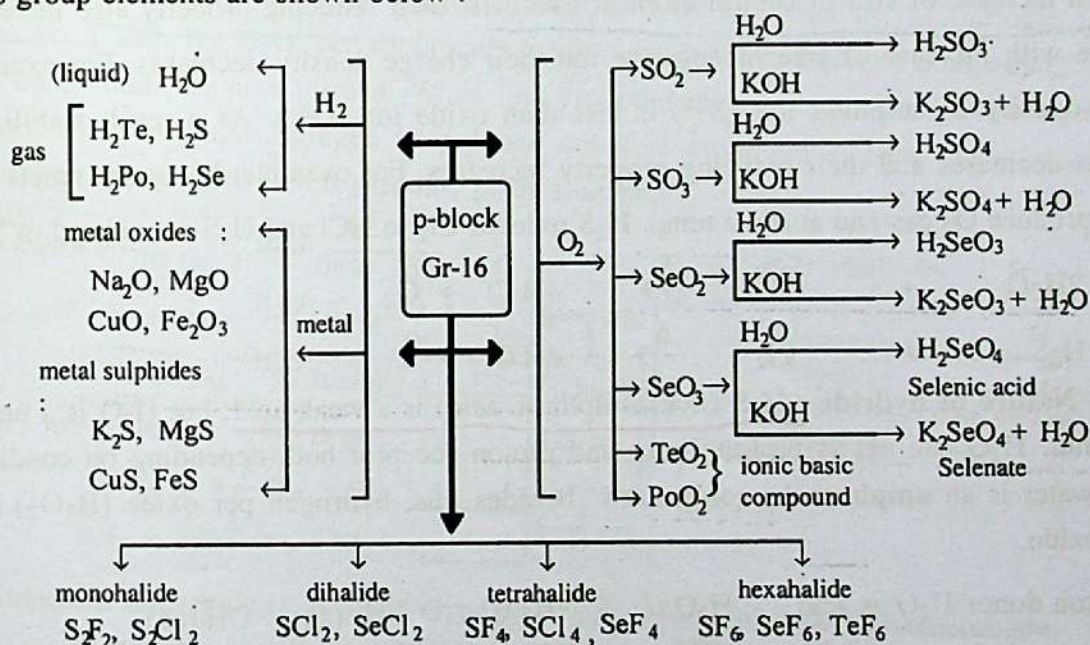 group elements are shown below :
(liquid) H₂O
gas
H₂Te, H₂S
H₂Po, H₂Se
H₂
metal oxides :
Na₂O, MgO
CuO, Fe₂O₃
metal
metal sulphides
:
K₂S, MgS
CuS, FeS
p-block
Gr-16
O₂
SO₂
H₂O
H₂SO₃
KOH
K₂SO₃ + H₂O
SO₃
H₂O
H₂SO₄
KOH
K₂SO₄ + H₂O
SeO₂
H₂O
H₂SeO₃
KOH
K₂SeO₃ + H₂O
SeO₃
H₂O
H₂SeO₄
Selenic acid
KOH
K₂SeO₄ + H₂O
Selenate
TeO₂
PoO₂
ionic basic
compound
monohalide
S₂F₂, S₂Cl₂
dihalide
SCl₂, SeCl₂
tetrahalide
SF₄, SCl₄ , SeF₄
hexahalide
SF₆, SeF₆, TeF₆